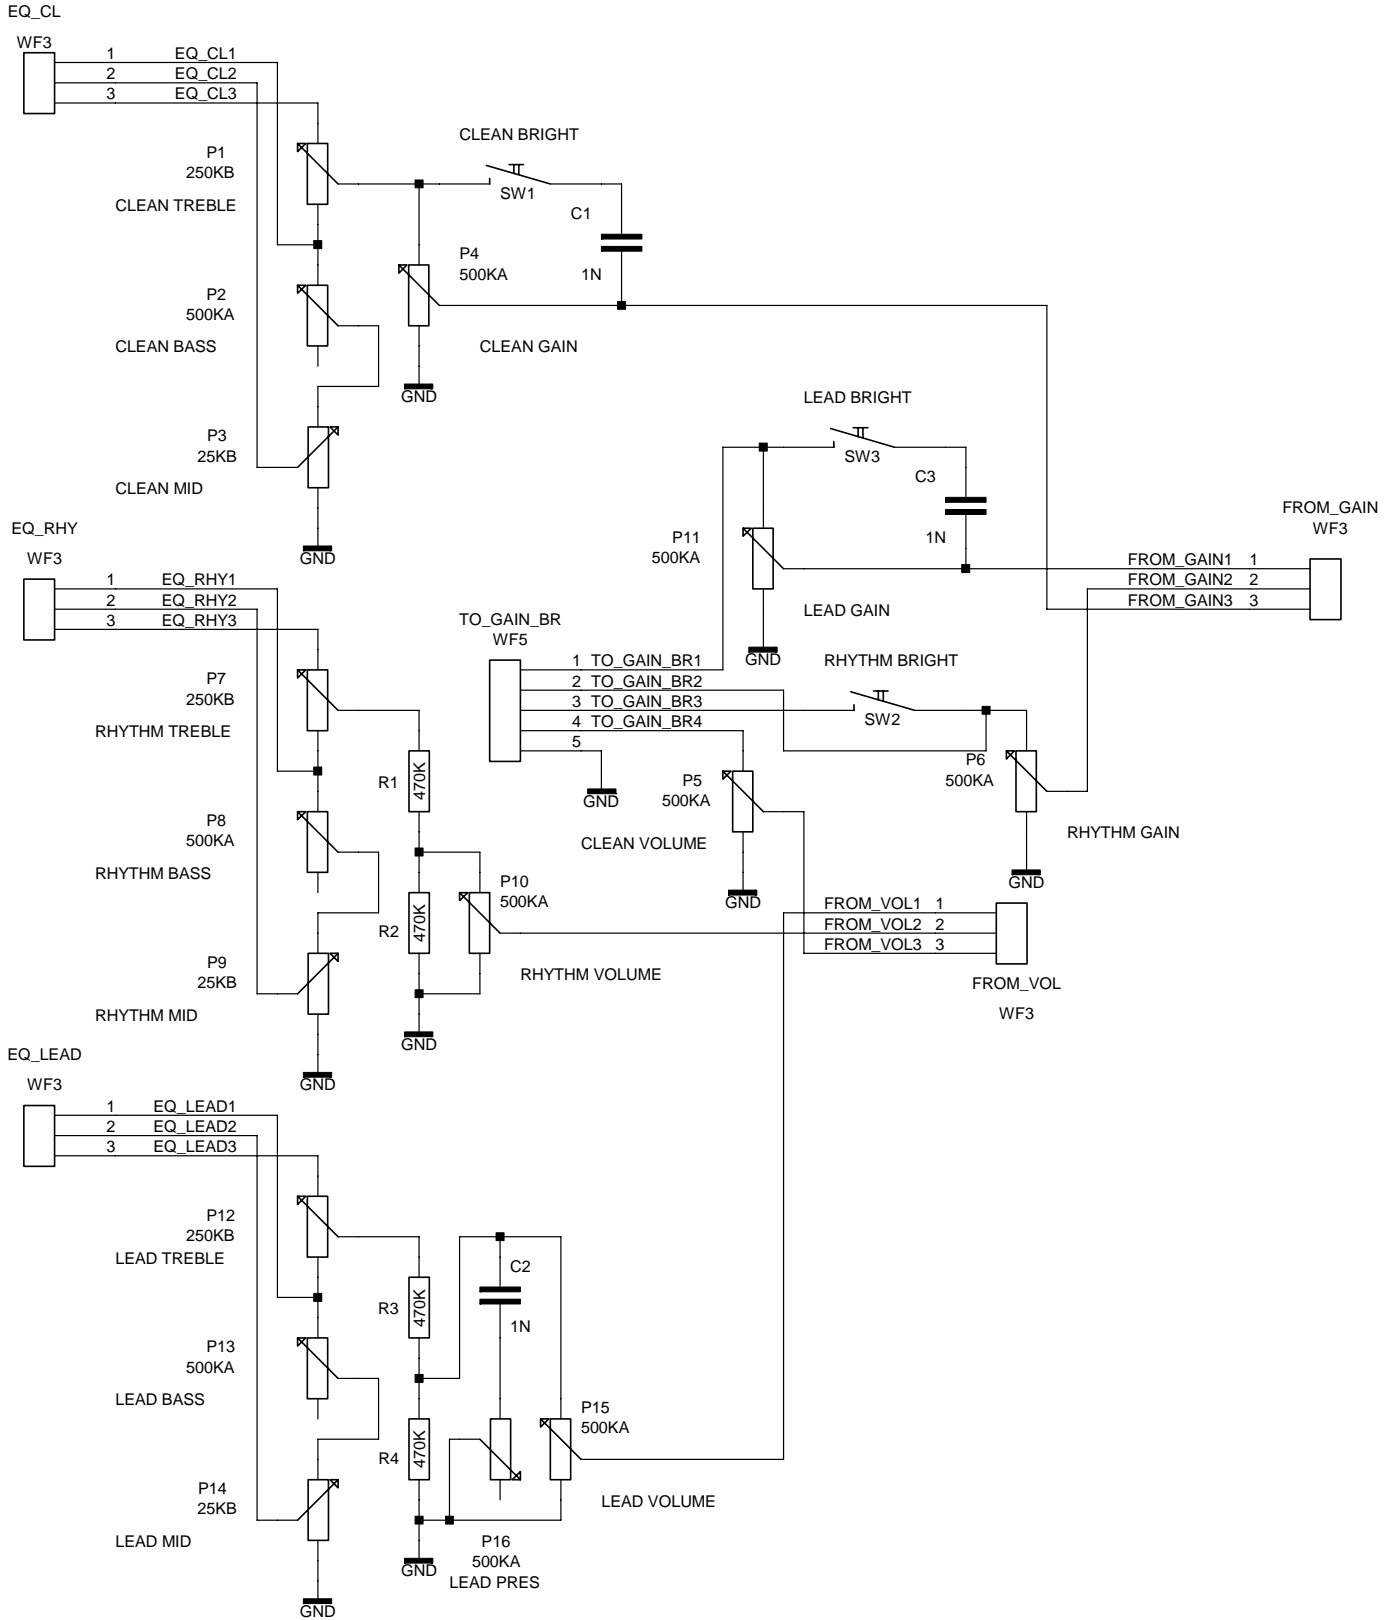 EQ_CL
WF3
1 EQ_CL1
2 EQ_CL2
3 EQ_CL3
P1
250KB
CLEAN TREBLE
CLEAN BRIGHT
SW1
C1
1N
P2
500KA
CLEAN BASS
P4
500KA
CLEAN GAIN
GND
P3
25KB
CLEAN MID
GND
LEAD BRIGHT
SW3
C3
1N
P11
500KA
LEAD GAIN
GND
FROM_GAIN
WF3
FROM_GAIN1 1
FROM_GAIN2 2
FROM_GAIN3 3
EQ_RHY
WF3
1 EQ_RHY1
2 EQ_RHY2
3 EQ_RHY3
P7
250KB
RHYTHM TREBLE
TO_GAIN_BR
WF5
1 TO_GAIN_BR1
2 TO_GAIN_BR2
3 TO_GAIN_BR3
4 TO_GAIN_BR4
5
GND
RHYTHM BRIGHT
SW2
P6
500KA
RHYTHM GAIN
GND
P5
500KA
CLEAN VOLUME
GND
R1
470K
P8
500KA
RHYTHM BASS
R2
470K
P10
500KA
RHYTHM VOLUME
GND
FROM_VOL1 1
FROM_VOL2 2
FROM_VOL3 3
FROM_VOL
WF3
P9
25KB
RHYTHM MID
GND
EQ_LEAD
WF3
1 EQ_LEAD1
2 EQ_LEAD2
3 EQ_LEAD3
P12
250KB
LEAD TREBLE
R3
470K
C2
1N
P13
500KA
LEAD BASS
R4
470K
P15
500KA
LEAD VOLUME
P14
25KB
LEAD MID
GND
P16
500KA
LEAD PRES
GND